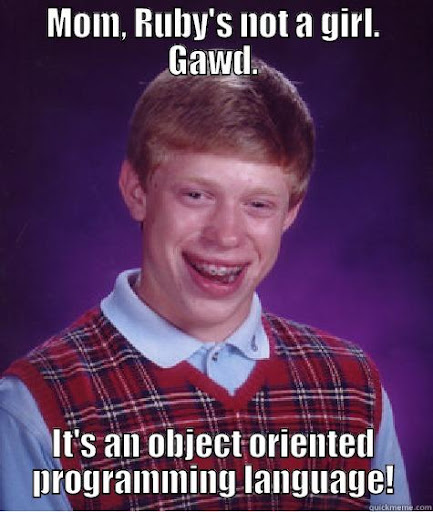 Mom, Ruby's not a girl.
Gawd.
It's an object oriented
programming language!
quickmeme.com